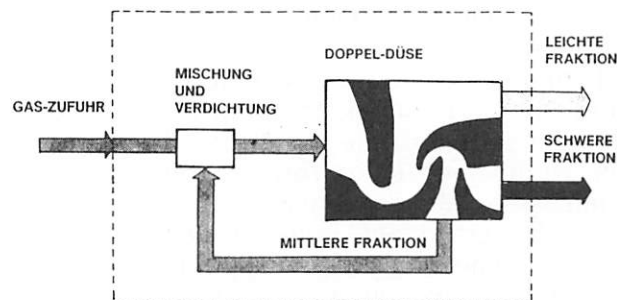 GAS-ZUFUHR
MISCHUNG
UND
VERDICHTUNG
DOPPEL-DÜSE
LEICHTE
FRAKTION
SCHWERE
FRAKTION
MITTLERE FRAKTION